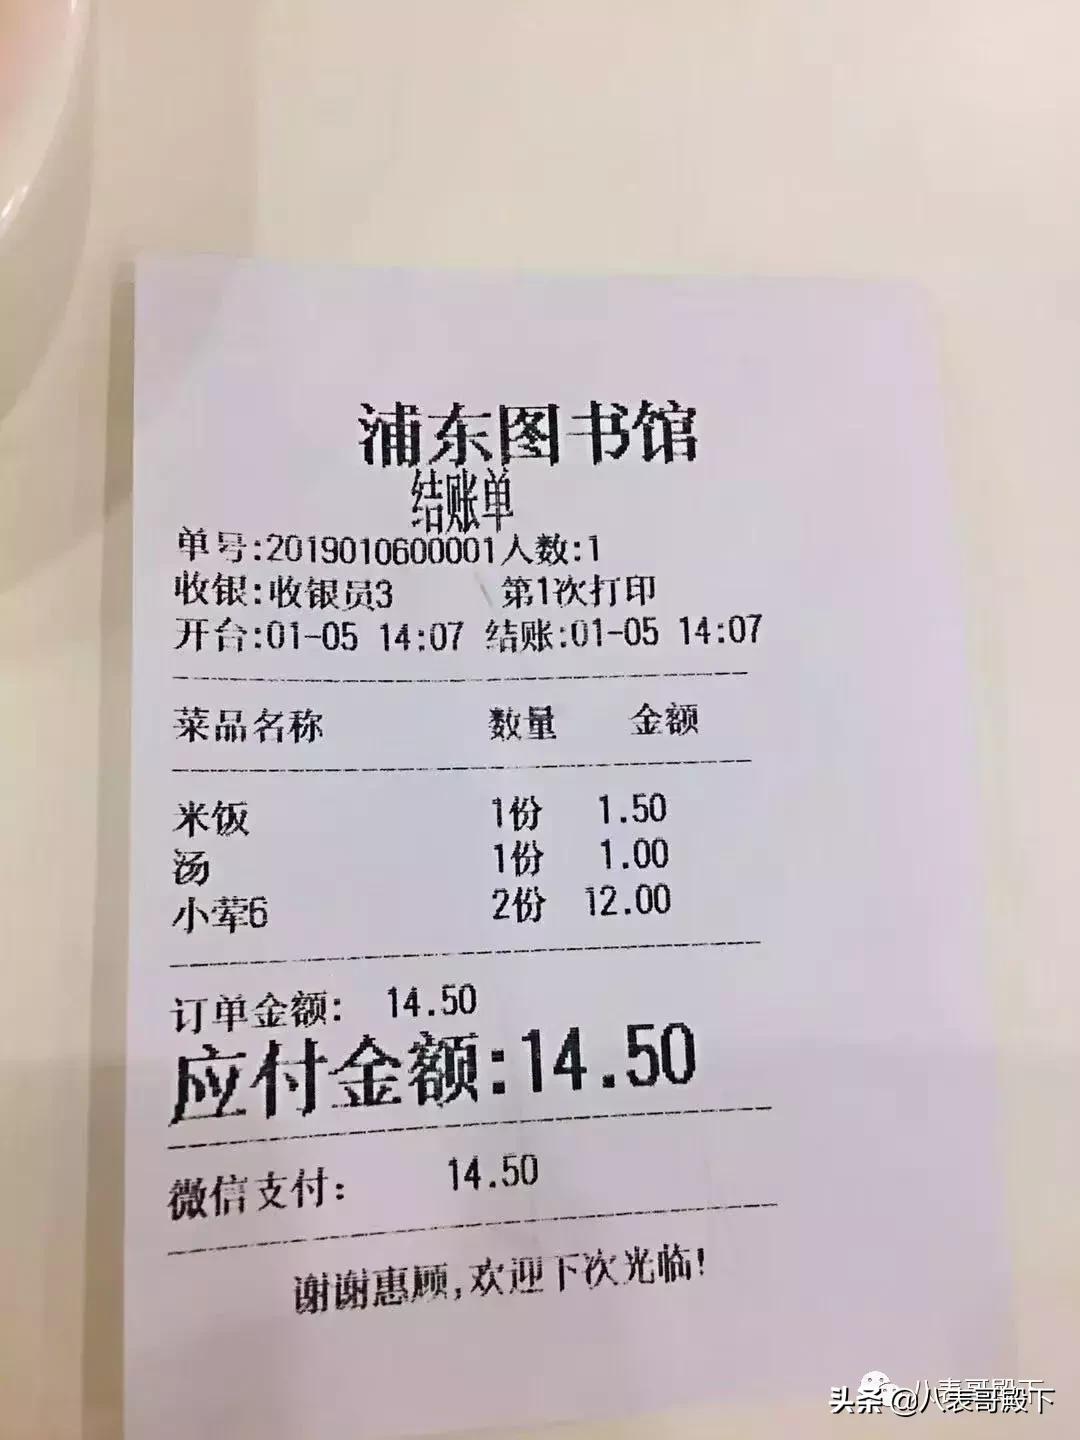 浦东图书馆
结账单
单号:2019010600001人数:1
收银:收银员3 第1次打印
开台:01-05 14:07 结账:01-05 14:07
菜品名称 数量 金额
米饭 1份 1.50
汤 1份 1.00
小荤6 2份 12.00
订单金额: 14.50
应付金额:14.50
微信支付: 14.50
谢谢惠顾,欢迎下次光临!
八表哥殿下
头条@八表哥殿下